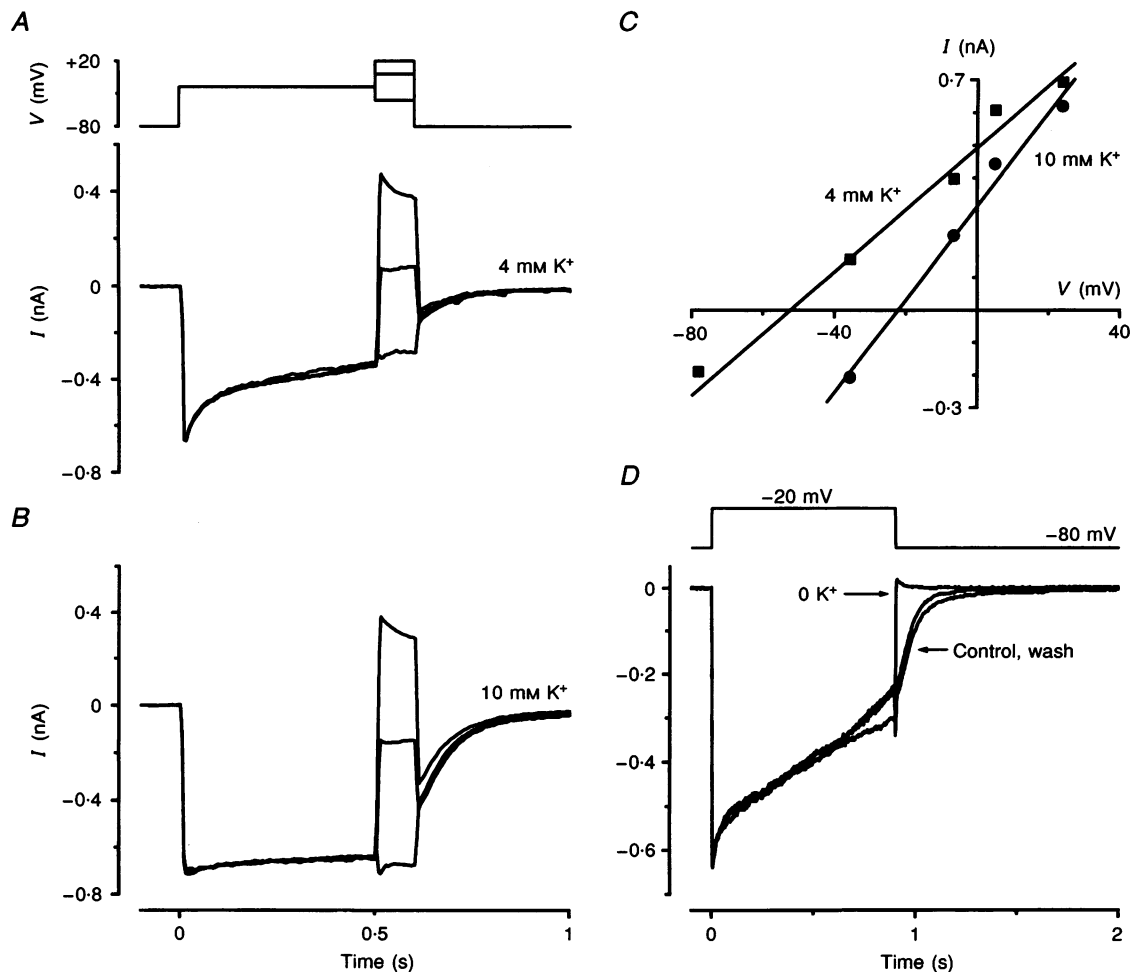 A
+20
V (mV)
−80
0·4
0
−0·4
−0·8
I (nA)
4 mM K+
B
0·4
0
−0·4
−0·8
I (nA)
10 mM K+
0
0·5
1
Time (s)
C
I (nA)
0·7
10 mM K+
4 mM K+
V (mV)
−80
−40
40
−0·3
D
−20 mV
−80 mV
0
−0·2
−0·4
−0·6
0 K+
Control, wash
0
1
2
Time (s)